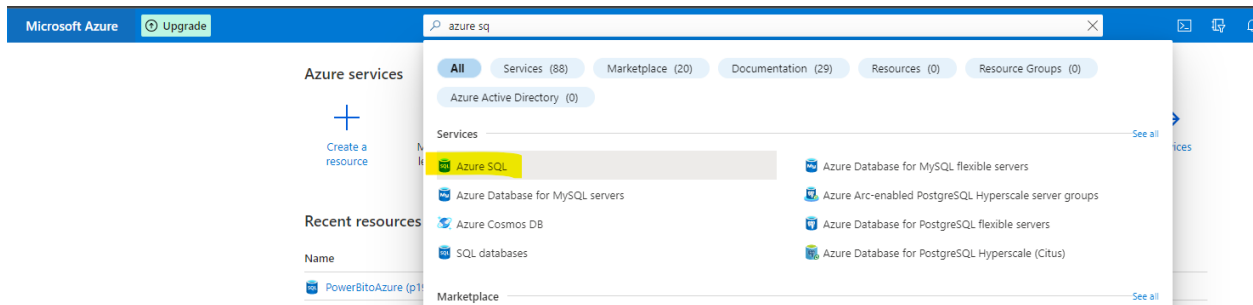 Microsoft Azure Upgrade azure sq
Azure services
All Services (88) Marketplace (20) Documentation (29) Resources (0) Resource Groups (0)
Azure Active Directory (0)
Create a resource
Services See all
Azure SQL Azure Database for MySQL flexible servers
Azure Database for MySQL servers Azure Arc-enabled PostgreSQL Hyperscale server groups
Recent resources
Azure Cosmos DB Azure Database for PostgreSQL flexible servers
Name
SQL databases Azure Database for PostgreSQL Hyperscale (Citus)
PowerBitoAzure (p19
Marketplace See all